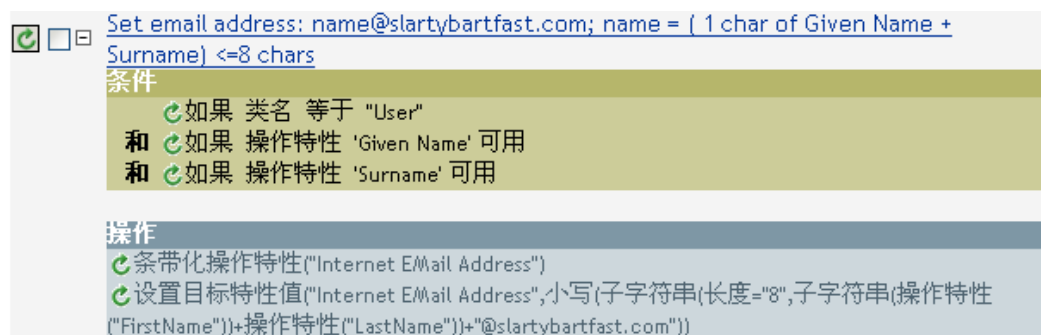 Set email address: name@slartybartfast.com; name = ( 1 char of Given Name +
Surname) <=8 chars
条件
如果 类名 等于 "User"
和 如果 操作特性 'Given Name' 可用
和 如果 操作特性 'Surname' 可用
操作
条带化操作特性("Internet EMail Address")
设置目标特性值("Internet EMail Address",小写(子字符串(长度="8",子字符串(操作特性
("FirstName"))+操作特性("LastName"))+"@slartybartfast.com"))